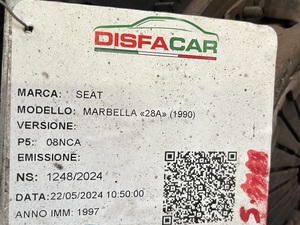 DISFACAR
MARCA: SEAT
MODELLO: MARBELLA «28A» (1990)
VERSIONE:
P5: 08NCA
EMISSIONE:
NS: 1248/2024
DATA:22/05/2024 10:50:00
ANNO IMM: 1997